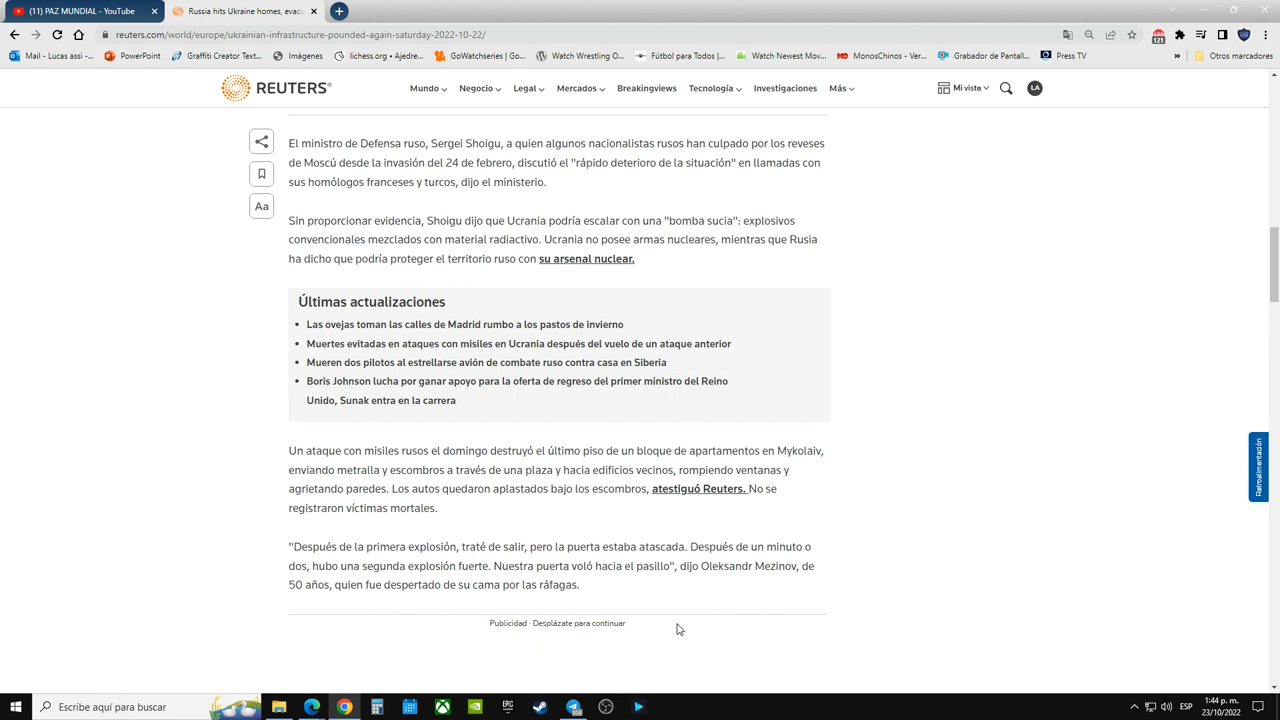 (11) PAZ MUNDIAL - YouTube
Russia hits Ukraine homes, evacu
reuters.com/world/europe/ukrainian-infrastructure-pounded-again-saturday-2022-10-22/
121
Mail - Lucas assi -...
PowerPoint
Graffiti Creator Text...
Imágenes
lichess.org • Ajedre...
GoWatchseries | Go...
Watch Wrestling O...
Fútbol para Todos |...
Watch Newest Mov...
MonosChinos - Ver...
Grabador de Pantall...
Press TV
»
Otros marcadores
REUTERS®
Mundo
Negocio
Legal
Mercados
Breakingviews
Tecnología
Investigaciones
Más
Mi vista
LA
El ministro de Defensa ruso, Sergei Shoigu, a quien algunos nacionalistas rusos han culpado por los reveses
de Moscú desde la invasión del 24 de febrero, discutió el "rápido deterioro de la situación" en llamadas con
sus homólogos franceses y turcos, dijo el ministerio.
Aa
Sin proporcionar evidencia, Shoigu dijo que Ucrania podría escalar con una "bomba sucia": explosivos
convencionales mezclados con material radiactivo. Ucrania no posee armas nucleares, mientras que Rusia
ha dicho que podría proteger el territorio ruso con su arsenal nuclear.
Últimas actualizaciones
• Las ovejas toman las calles de Madrid rumbo a los pastos de invierno
• Muertes evitadas en ataques con misiles en Ucrania después del vuelo de un ataque anterior
• Mueren dos pilotos al estrellarse avión de combate ruso contra casa en Siberia
• Boris Johnson lucha por ganar apoyo para la oferta de regreso del primer ministro del Reino
Unido, Sunak entra en la carrera
Un ataque con misiles rusos el domingo destruyó el último piso de un bloque de apartamentos en Mykolaiv,
enviando metralla y escombros a través de una plaza y hacia edificios vecinos, rompiendo ventanas y
agrietando paredes. Los autos quedaron aplastados bajo los escombros, atestiguó Reuters. No se
registraron víctimas mortales.
Retroalimentación
"Después de la primera explosión, traté de salir, pero la puerta estaba atascada. Después de un minuto o
dos, hubo una segunda explosión fuerte. Nuestra puerta voló hacia el pasillo", dijo Oleksandr Mezinov, de
50 años, quien fue despertado de su cama por las ráfagas.
Publicidad · Desplázate para continuar
Escribe aquí para buscar
EPIC
ESP
1:44 p. m.
23/10/2022